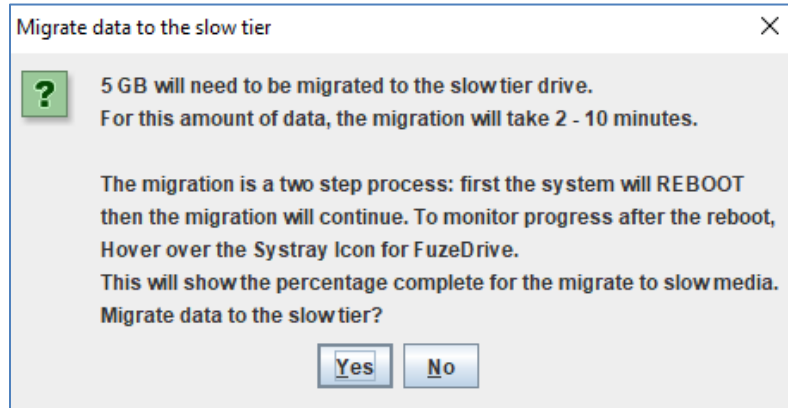 Migrate data to the slow tier
5 GB will need to be migrated to the slow tier drive.
For this amount of data, the migration will take 2 - 10 minutes.
The migration is a two step process: first the system will REBOOT
then the migration will continue. To monitor progress after the reboot,
Hover over the Systray Icon for FuzeDrive.
This will show the percentage complete for the migrate to slow media.
Migrate data to the slow tier?
Yes No